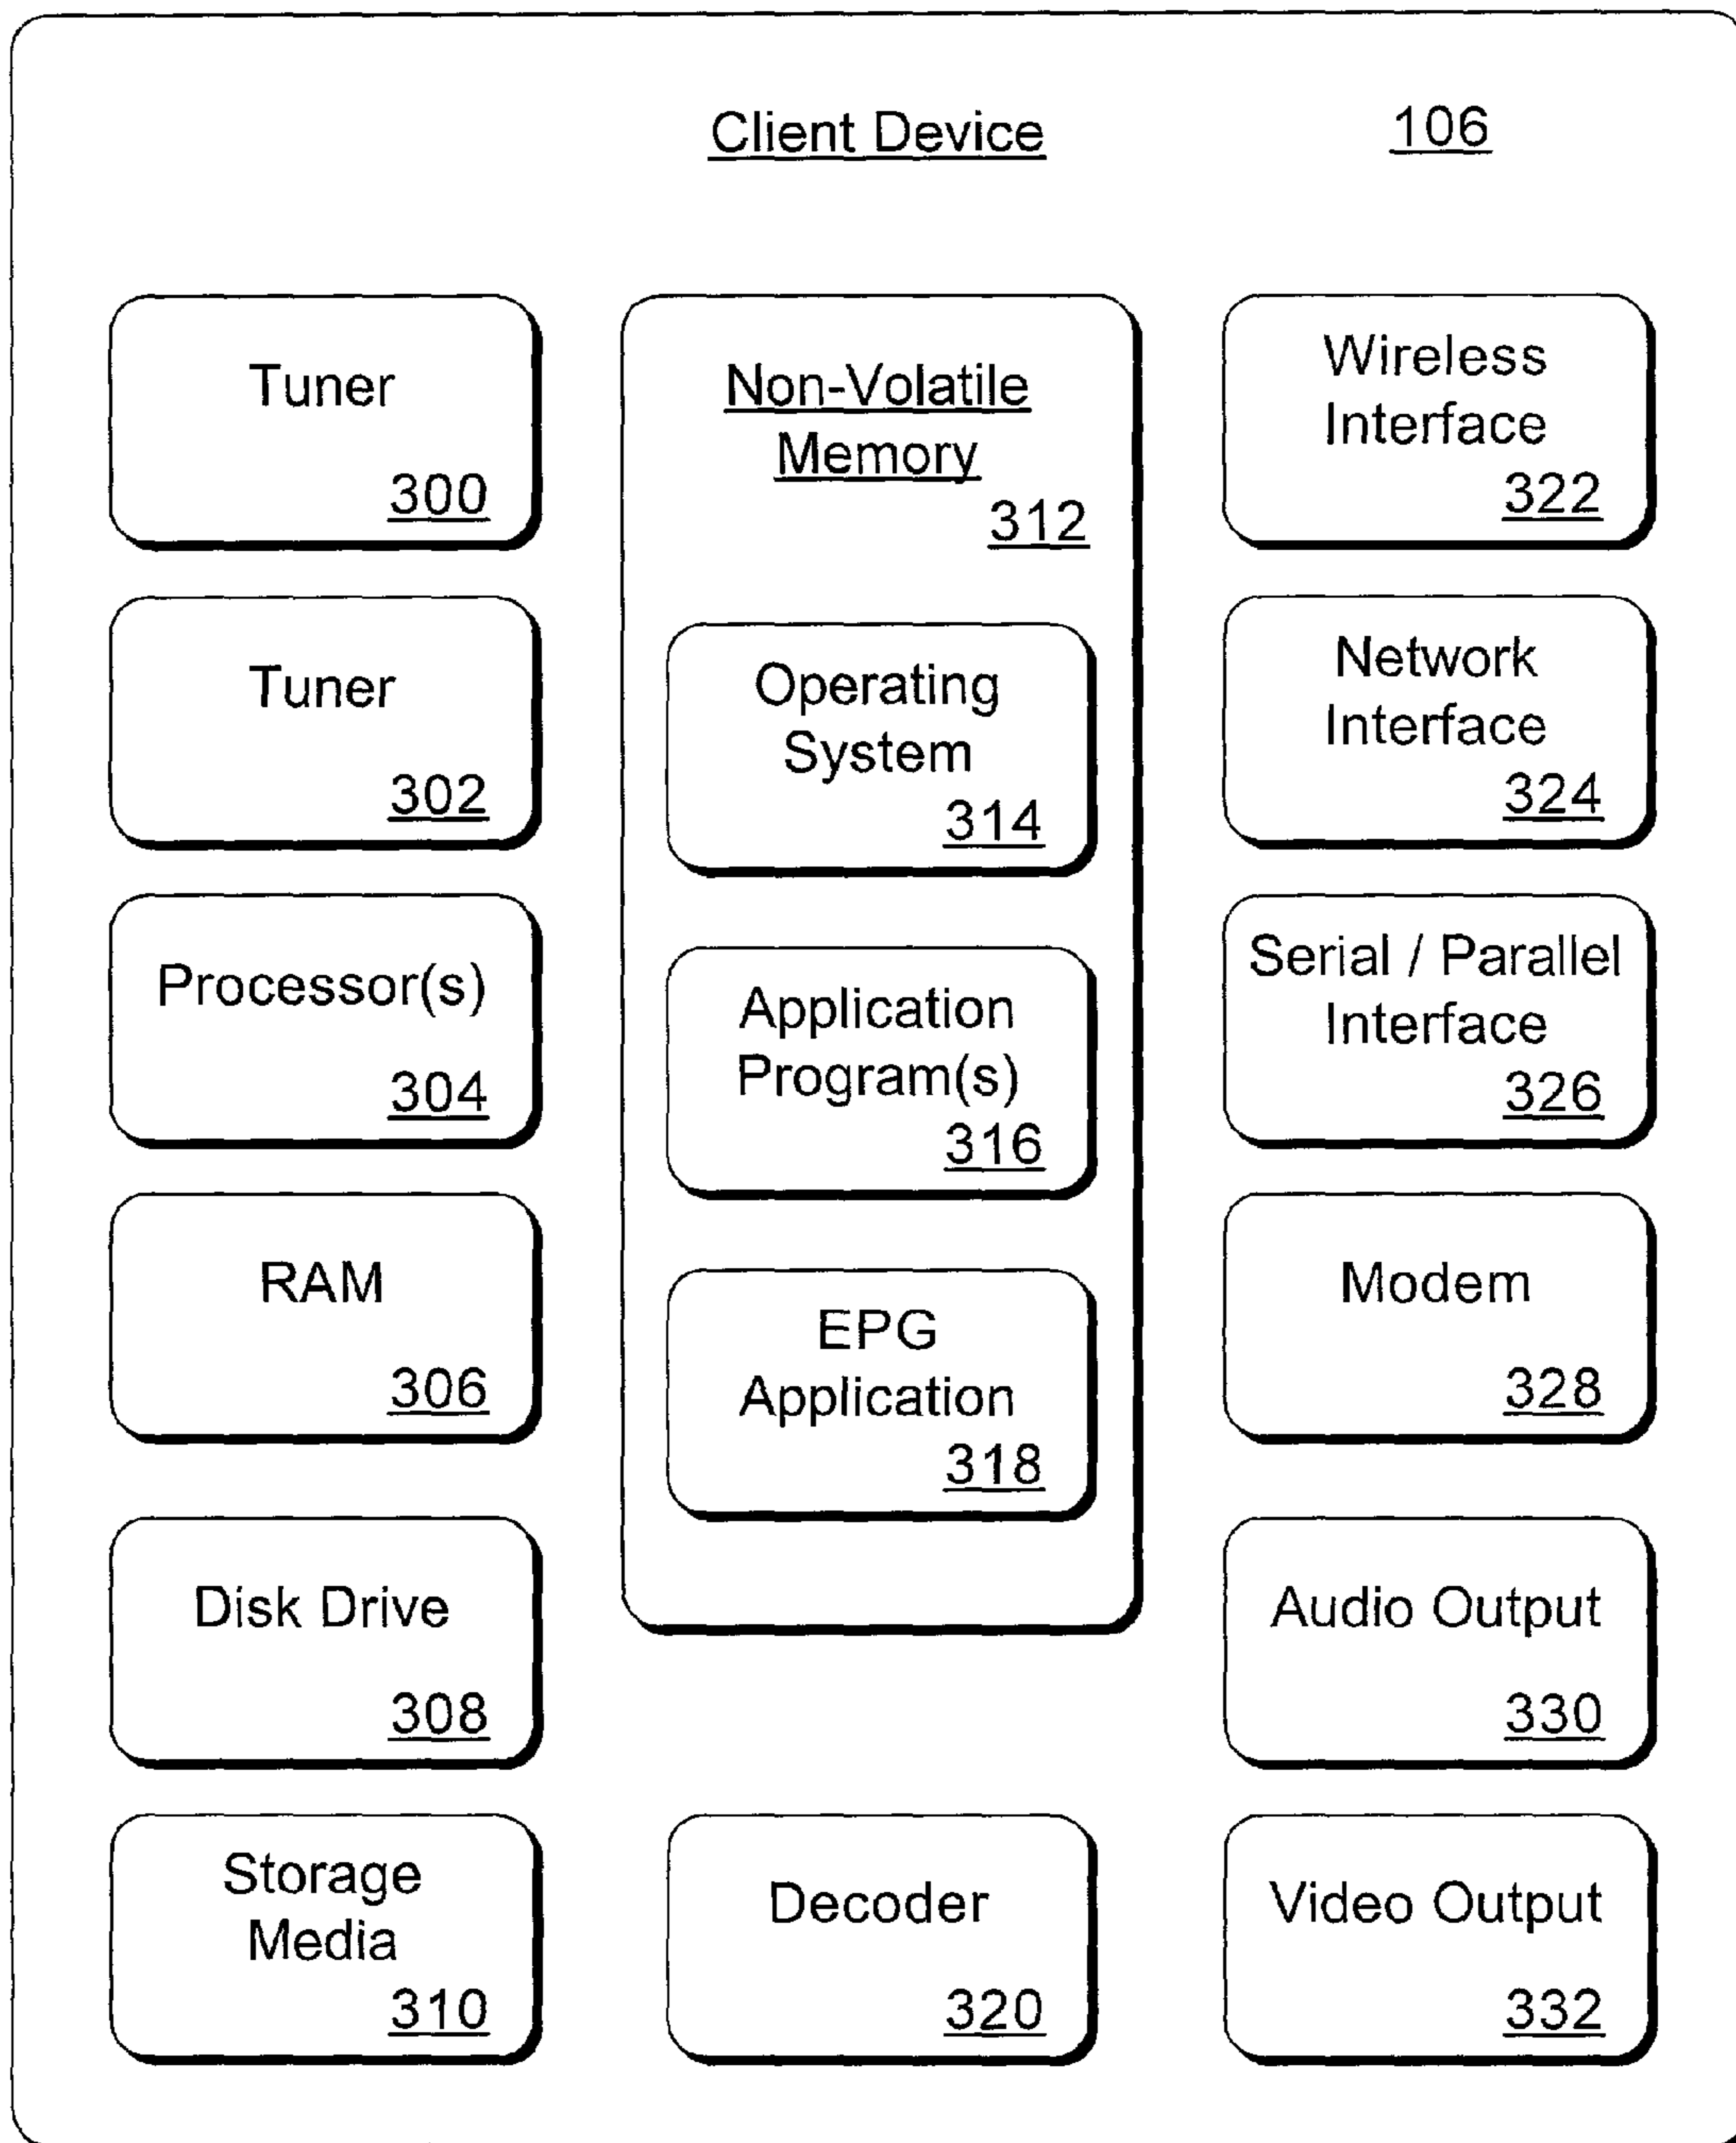 Client Device
106
Tuner
300
Tuner
302
Processor(s)
304
RAM
306
Disk Drive
308
Storage
Media
310
Non-Volatile
Memory
312
Operating
System
314
Application
Program(s)
316
EPG
Application
318
Decoder
320
Wireless
Interface
322
Network
Interface
324
Serial / Parallel
Interface
326
Modem
328
Audio Output
330
Video Output
332